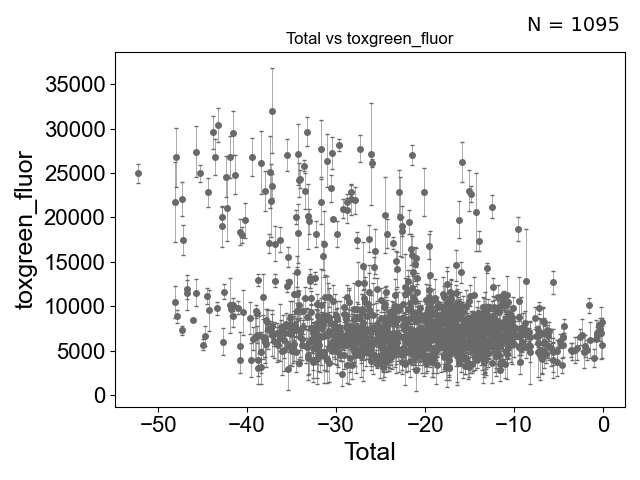 N = 1095
Total vs toxgreen_fluor
toxgreen_fluor
35000
30000
25000
20000
15000
10000
5000
0
−50 −40 −30 −20 −10 0
Total